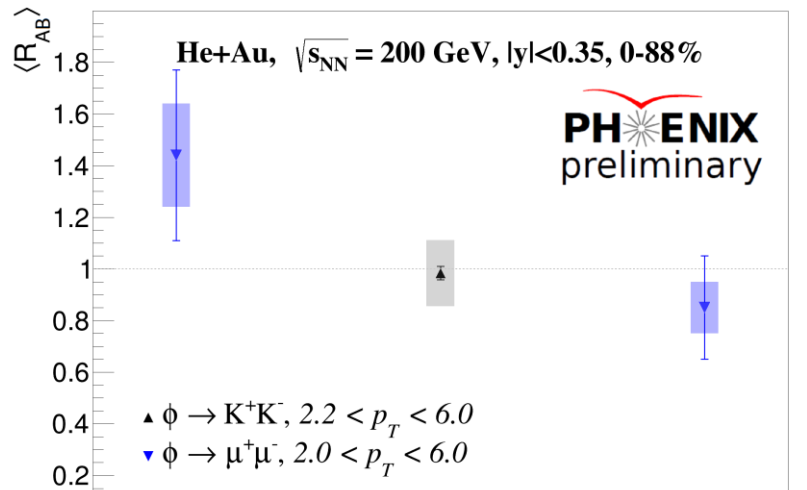 ⟨R_AB⟩
He+Au, √s_NN = 200 GeV, |y|<0.35, 0-88%
PHENIX
preliminary
1.8
1.6
1.4
1.2
1
0.8
0.6
0.4
0.2
▲ ϕ → K⁺K⁻, 2.2 < p_T < 6.0
▼ ϕ → μ⁺μ⁻, 2.0 < p_T < 6.0